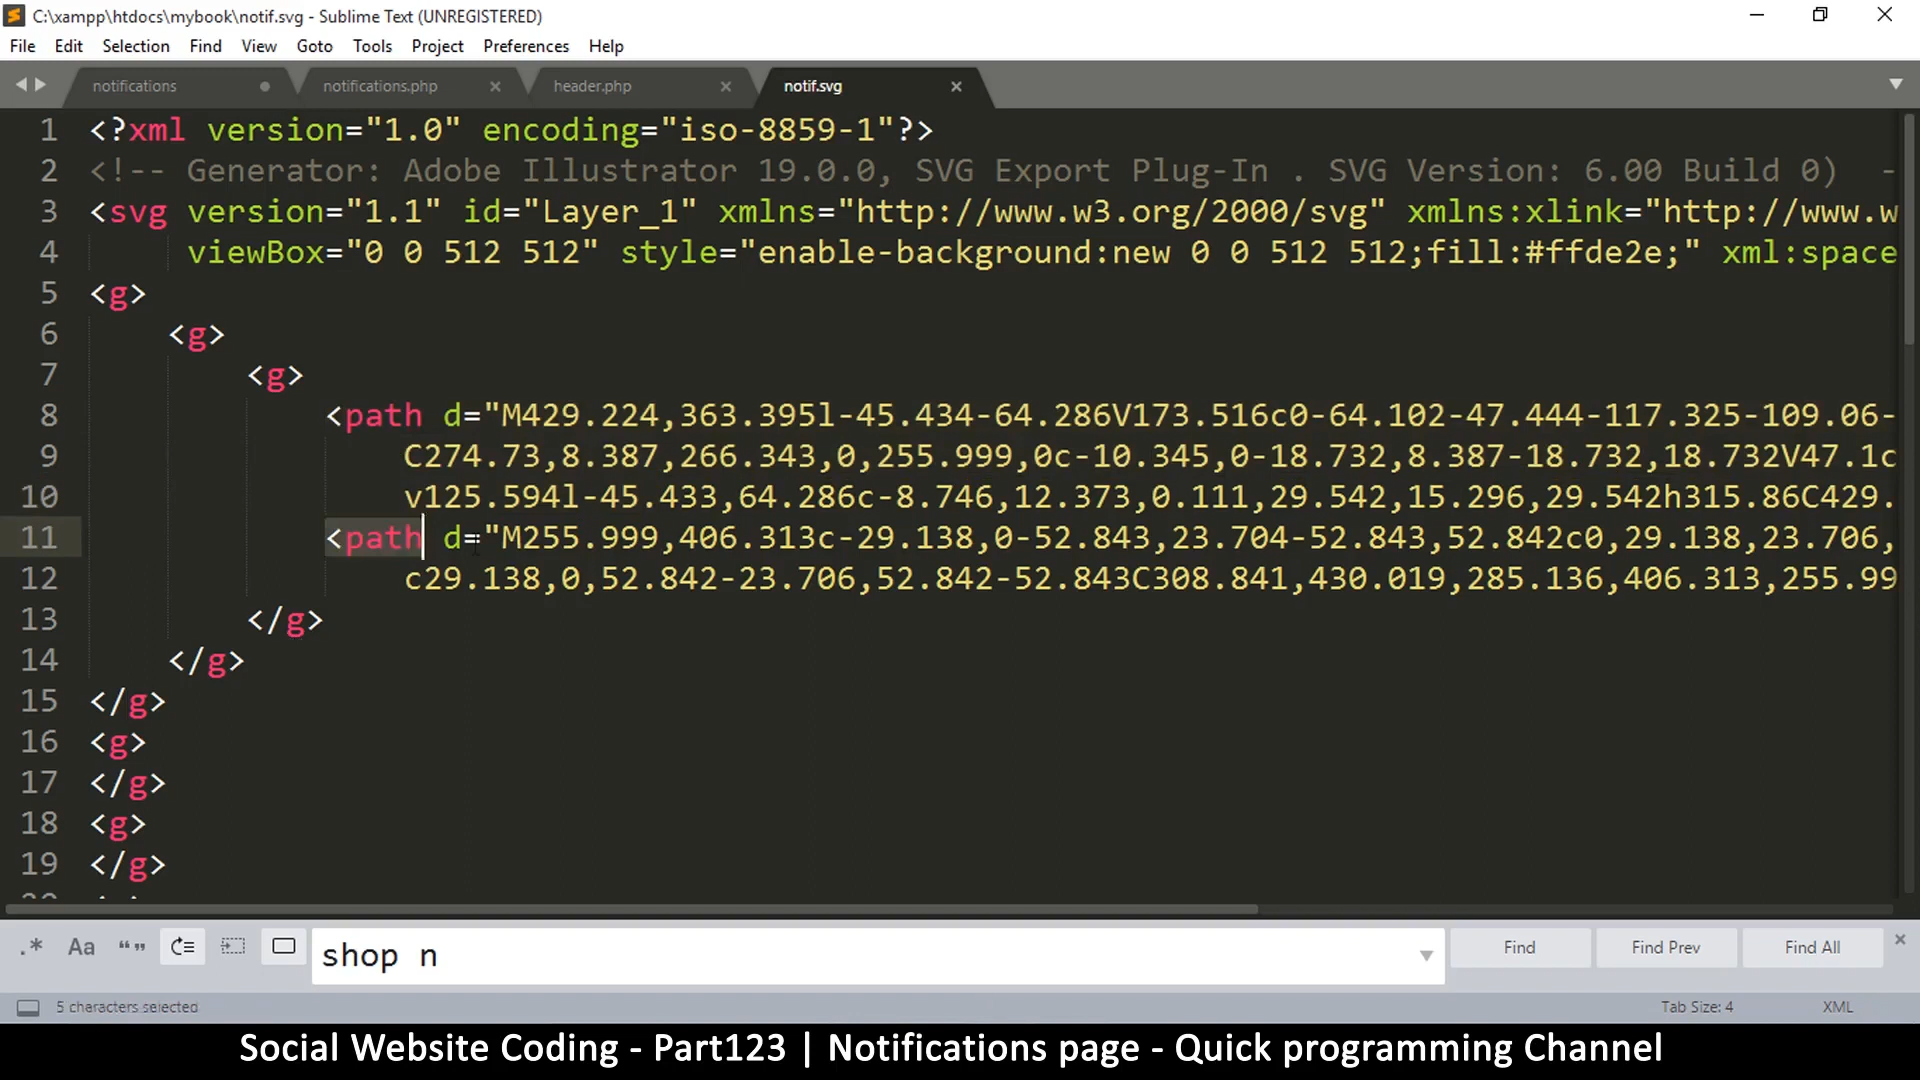 C:\xampp\htdocs\mybook\notif.svg - Sublime Text (UNREGISTERED)
File Edit Selection Find View Goto Tools Project Preferences Help
notifications notifications.php header.php notif.svg
1 <?xml version="1.0" encoding="iso-8859-1"?>
2 <!-- Generator: Adobe Illustrator 19.0.0, SVG Export Plug-In . SVG Version: 6.00 Build 0) -
3 <svg version="1.1" id="Layer_1" xmlns="http://www.w3.org/2000/svg" xmlns:xlink="http://www.w
4 viewBox="0 0 512 512" style="enable-background:new 0 0 512 512;fill:#ffde2e;" xml:space
5 <g>
6 <g>
7 <g>
8 <path d="M429.224,363.395l-45.434-64.286V173.516c0-64.102-47.444-117.325-109.06-
9 C274.73,8.387,266.343,0,255.999,0c-10.345,0-18.732,8.387-18.732,18.732V47.1c
10 v125.594l-45.433,64.286c-8.746,12.373,0.111,29.542,15.296,29.542h315.86C429.
11 <path d="M255.999,406.313c-29.138,0-52.843,23.704-52.843,52.842c0,29.138,23.706,
12 c29.138,0,52.842-23.706,52.842-52.843C308.841,430.019,285.136,406.313,255.99
13 </g>
14 </g>
15 </g>
16 <g>
17 </g>
18 <g>
19 </g>
.* Aa “” shop n Find Find Prev Find All
5 characters selected Tab Size: 4 XML
Social Website Coding - Part123 | Notifications page - Quick programming Channel